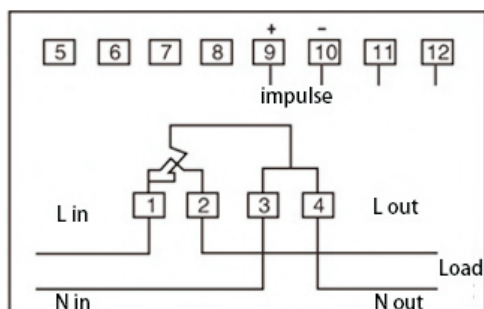 + −
5 6 7 8 9 10 11 12
impulse
L in 1 2 3 4 L out
Load
N in N out